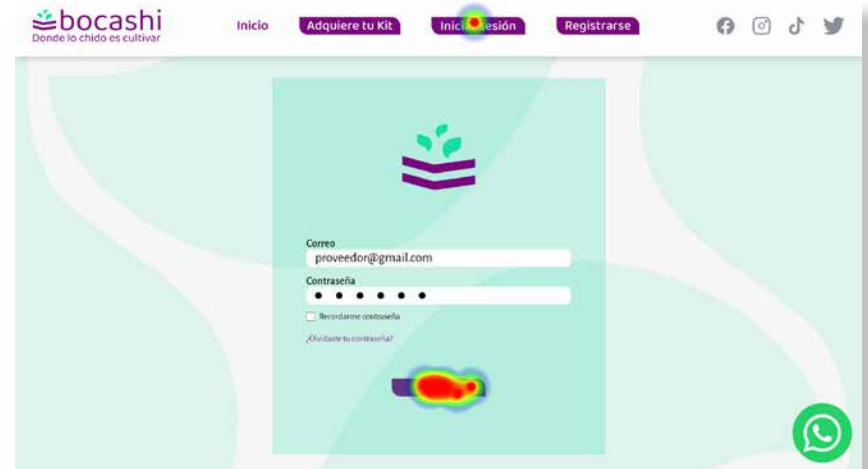 bocashi
Donde lo chido es cultivar
Inicio
Adquiere tu Kit
Registrarse
Correo
proveedor@gmail.com
Contraseña
Recordarme contraseña
¿Olvidaste tu contraseña?